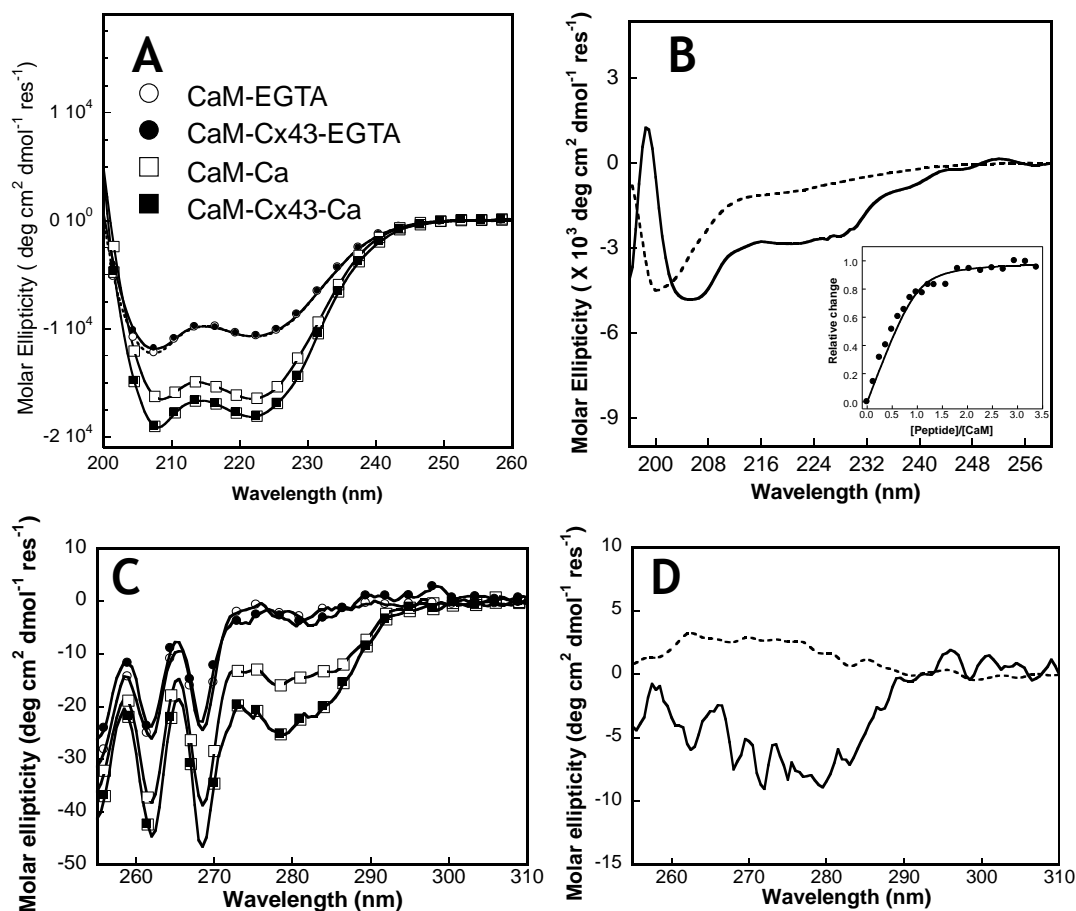 A
CaM-EGTA
CaM-Cx43-EGTA
CaM-Ca
CaM-Cx43-Ca
Molar Ellipticity ( deg cm² dmol⁻¹ res⁻¹)
1 10⁴
0 10⁰
-1 10⁴
-2 10⁴
200 210 220 230 240 250 260
Wavelength (nm)
B
Molar Ellipticity ( X 10³ deg cm² dmol⁻¹ res⁻¹)
3
0
-3
-6
-9
200 208 216 224 232 240 248 256
Wavelength (nm)
Relative change
1.0
0.8
0.6
0.4
0.2
0.0
0.0 0.5 1.0 1.5 2.0 2.5 3.0 3.5
[Peptide]/[CaM]
C
Molar ellipticity (deg cm² dmol⁻¹ res⁻¹)
10
0
-10
-20
-30
-40
-50
260 270 280 290 300 310
Wavelength (nm)
D
Molar ellipticity (deg cm² dmol⁻¹ res⁻¹)
10
5
0
-5
-10
-15
260 270 280 290 300 310
Wavelength (nm)